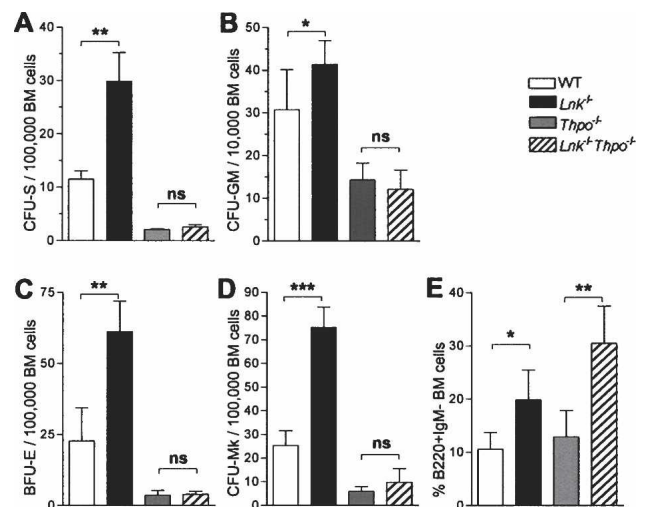 A
CFU-S / 100,000 BM cells
40
30
20
10
0
**
ns
B
CFU-GM / 10,000 BM cells
50
40
30
20
10
0
*
ns
WT
Lnk-/-
Thpo-/-
Lnk-/-Thpo-/-
C
BFU-E / 100,000 BM cells
75
50
25
0
**
ns
D
CFU-Mk / 100,000 BM cells
90
80
70
60
50
40
30
20
10
0
***
ns
E
% B220+IgM- BM cells
40
30
20
10
0
*
**